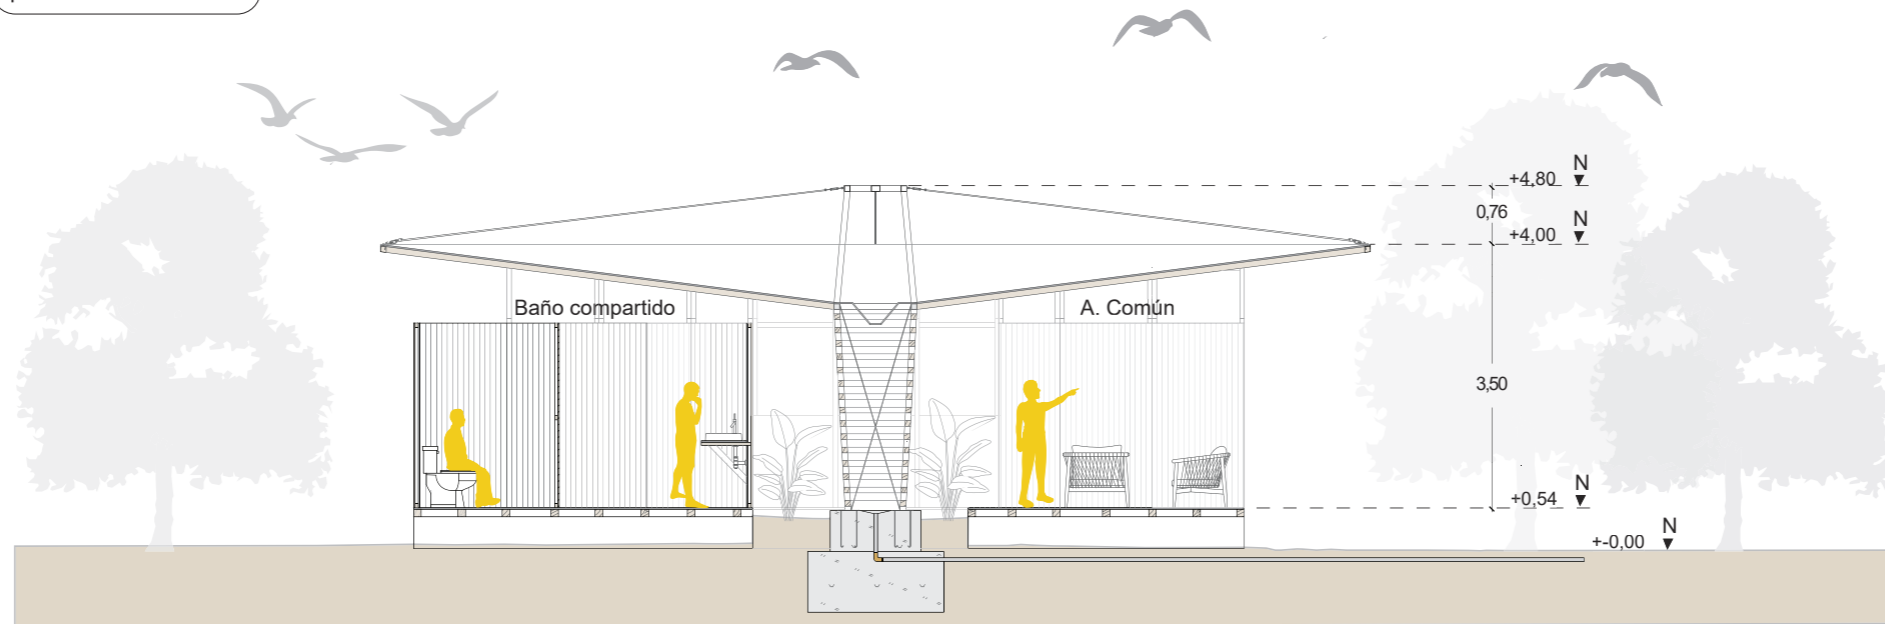 N
+4,80
0,76
N
+4,00
Baño compartido
A. Común
3,50
N
+0,54
N
+-0,00